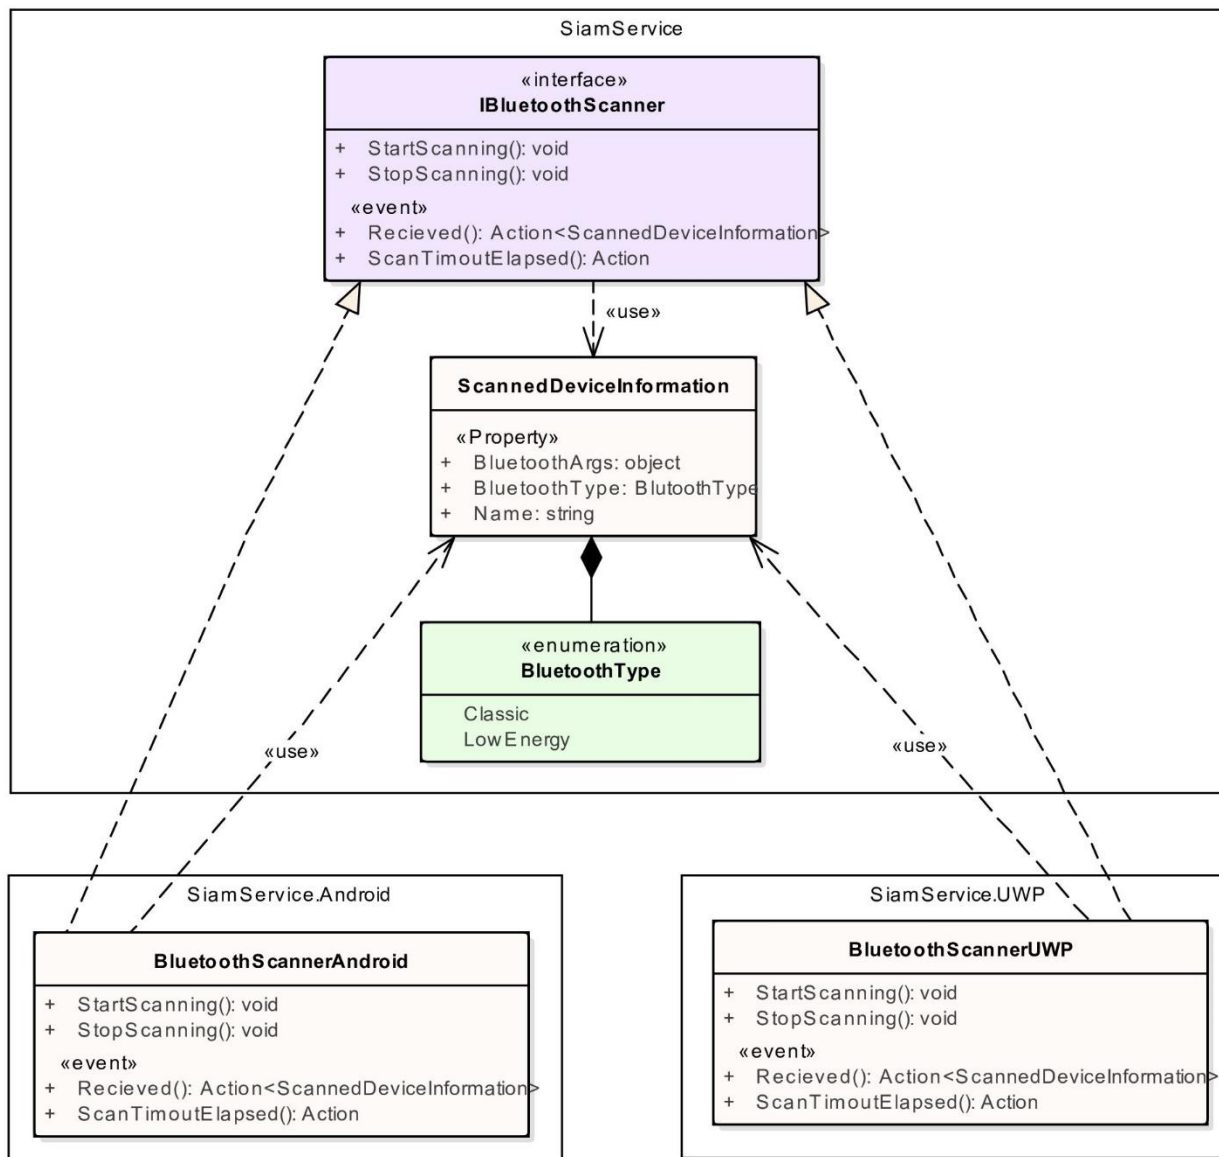 SiamService
«interface»
IBluetoothScanner
+ StartScanning(): void
+ StopScanning(): void
«event»
+ Recieved(): Action<ScannedDeviceInformation>
+ ScanTimoutElapsed(): Action
«use»
ScannedDeviceInformation
«Property»
+ BluetoothArgs: object
+ BluetoothType: BlutoothType
+ Name: string
«enumeration»
BluetoothType
Classic
LowEnergy
«use»
«use»
SiamService.Android
BluetoothScannerAndroid
+ StartScanning(): void
+ StopScanning(): void
«event»
+ Recieved(): Action<ScannedDeviceInformation>
+ ScanTimoutElapsed(): Action
SiamService.UWP
BluetoothScannerUWP
+ StartScanning(): void
+ StopScanning(): void
«event»
+ Recieved(): Action<ScannedDeviceInformation>
+ ScanTimoutElapsed(): Action